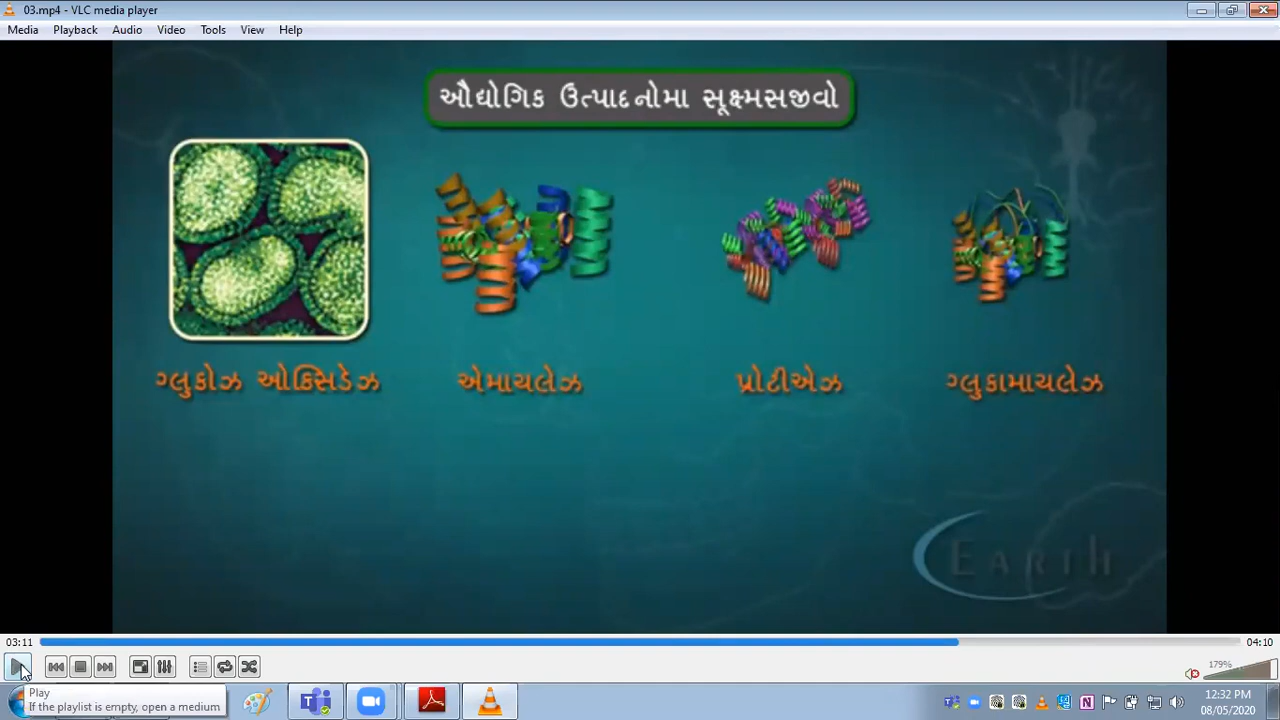 03.mp4 - VLC media player
Media Playback Audio Video Tools View Help
ઔદ્યોગિક ઉત્પાદનોમા સૂક્ષ્મસજીવો
ગ્લુકોઝ ઓક્સિડેઝ
એમાયલેઝ
પ્રોટીએઝ
ગ્લુકામાયલેઝ
EARTH
03:11
04:10
179%
Play
If the playlist is empty, open a medium
12:32 PM
08/05/2020